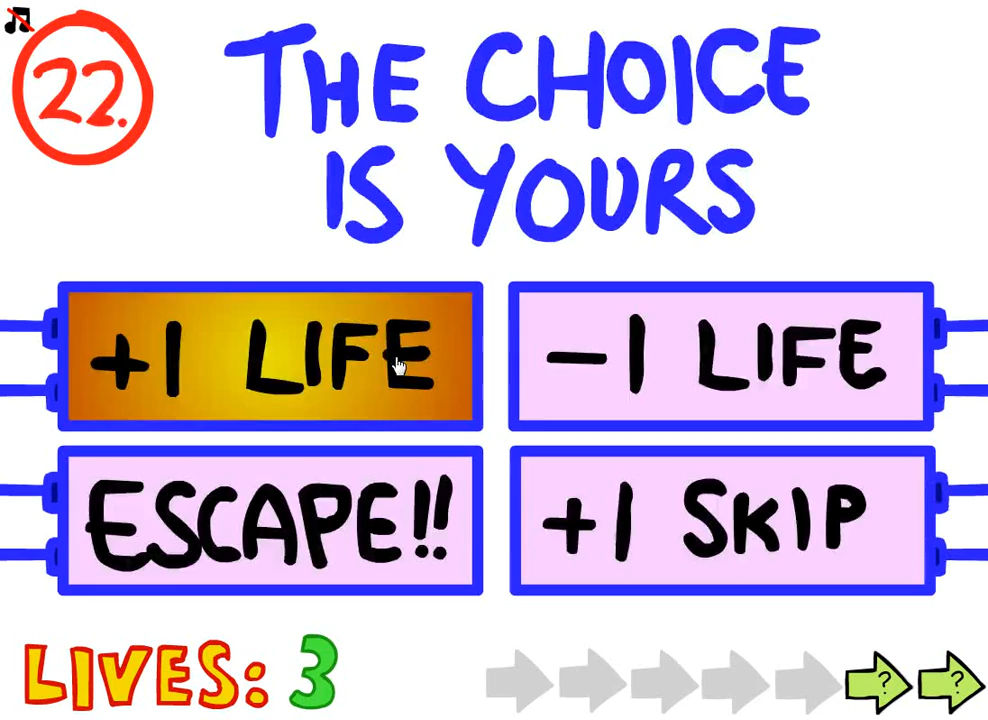 22.
THE CHOICE
IS YOURS
+1 LIFE
-1 LIFE
ESCAPE!!
+1 SKIP
LIVES: 3
? ?